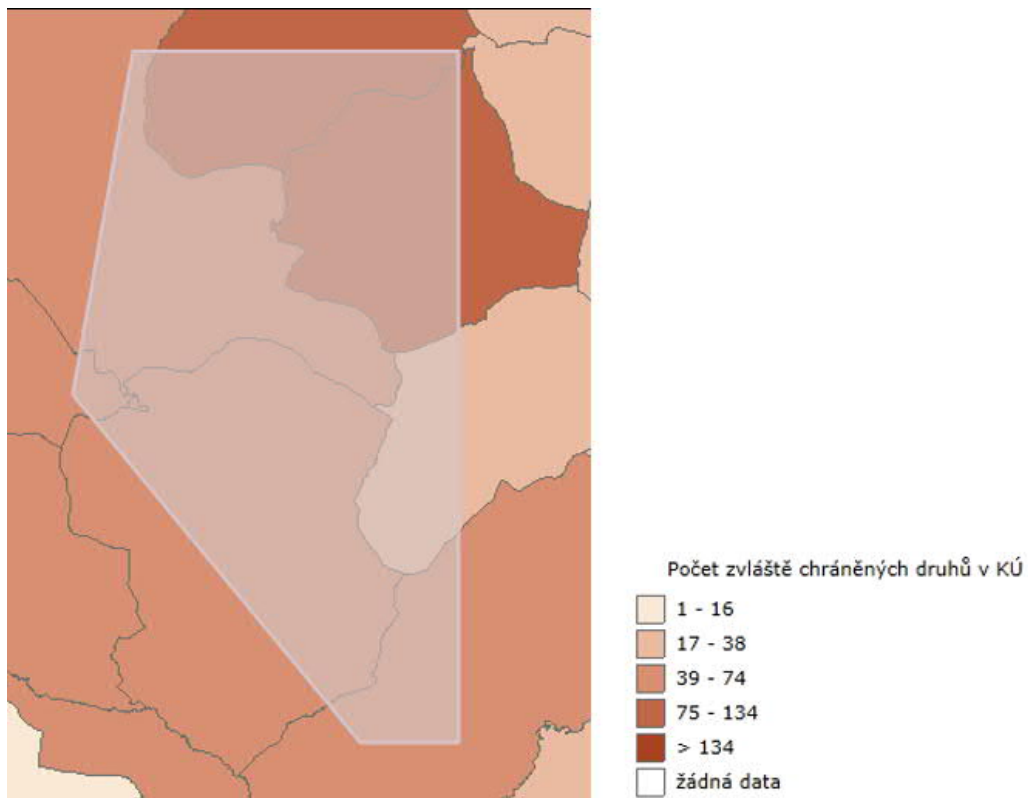 Počet zvláště chráněných druhů v KÚ
1 - 16
17 - 38
39 - 74
75 - 134
> 134
žádná data